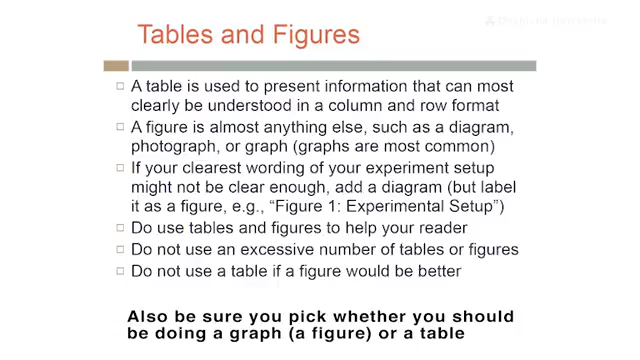 Tables and Figures
□ A table is used to present information that can most
clearly be understood in a column and row format
□ A figure is almost anything else, such as a diagram,
photograph, or graph (graphs are most common)
□ If your clearest wording of your experiment setup
might not be clear enough, add a diagram (but label
it as a figure, e.g., “Figure 1: Experimental Setup”)
□ Do use tables and figures to help your reader
□ Do not use an excessive number of tables or figures
□ Do not use a table if a figure would be better
Also be sure you pick whether you should
be doing a graph (a figure) or a table